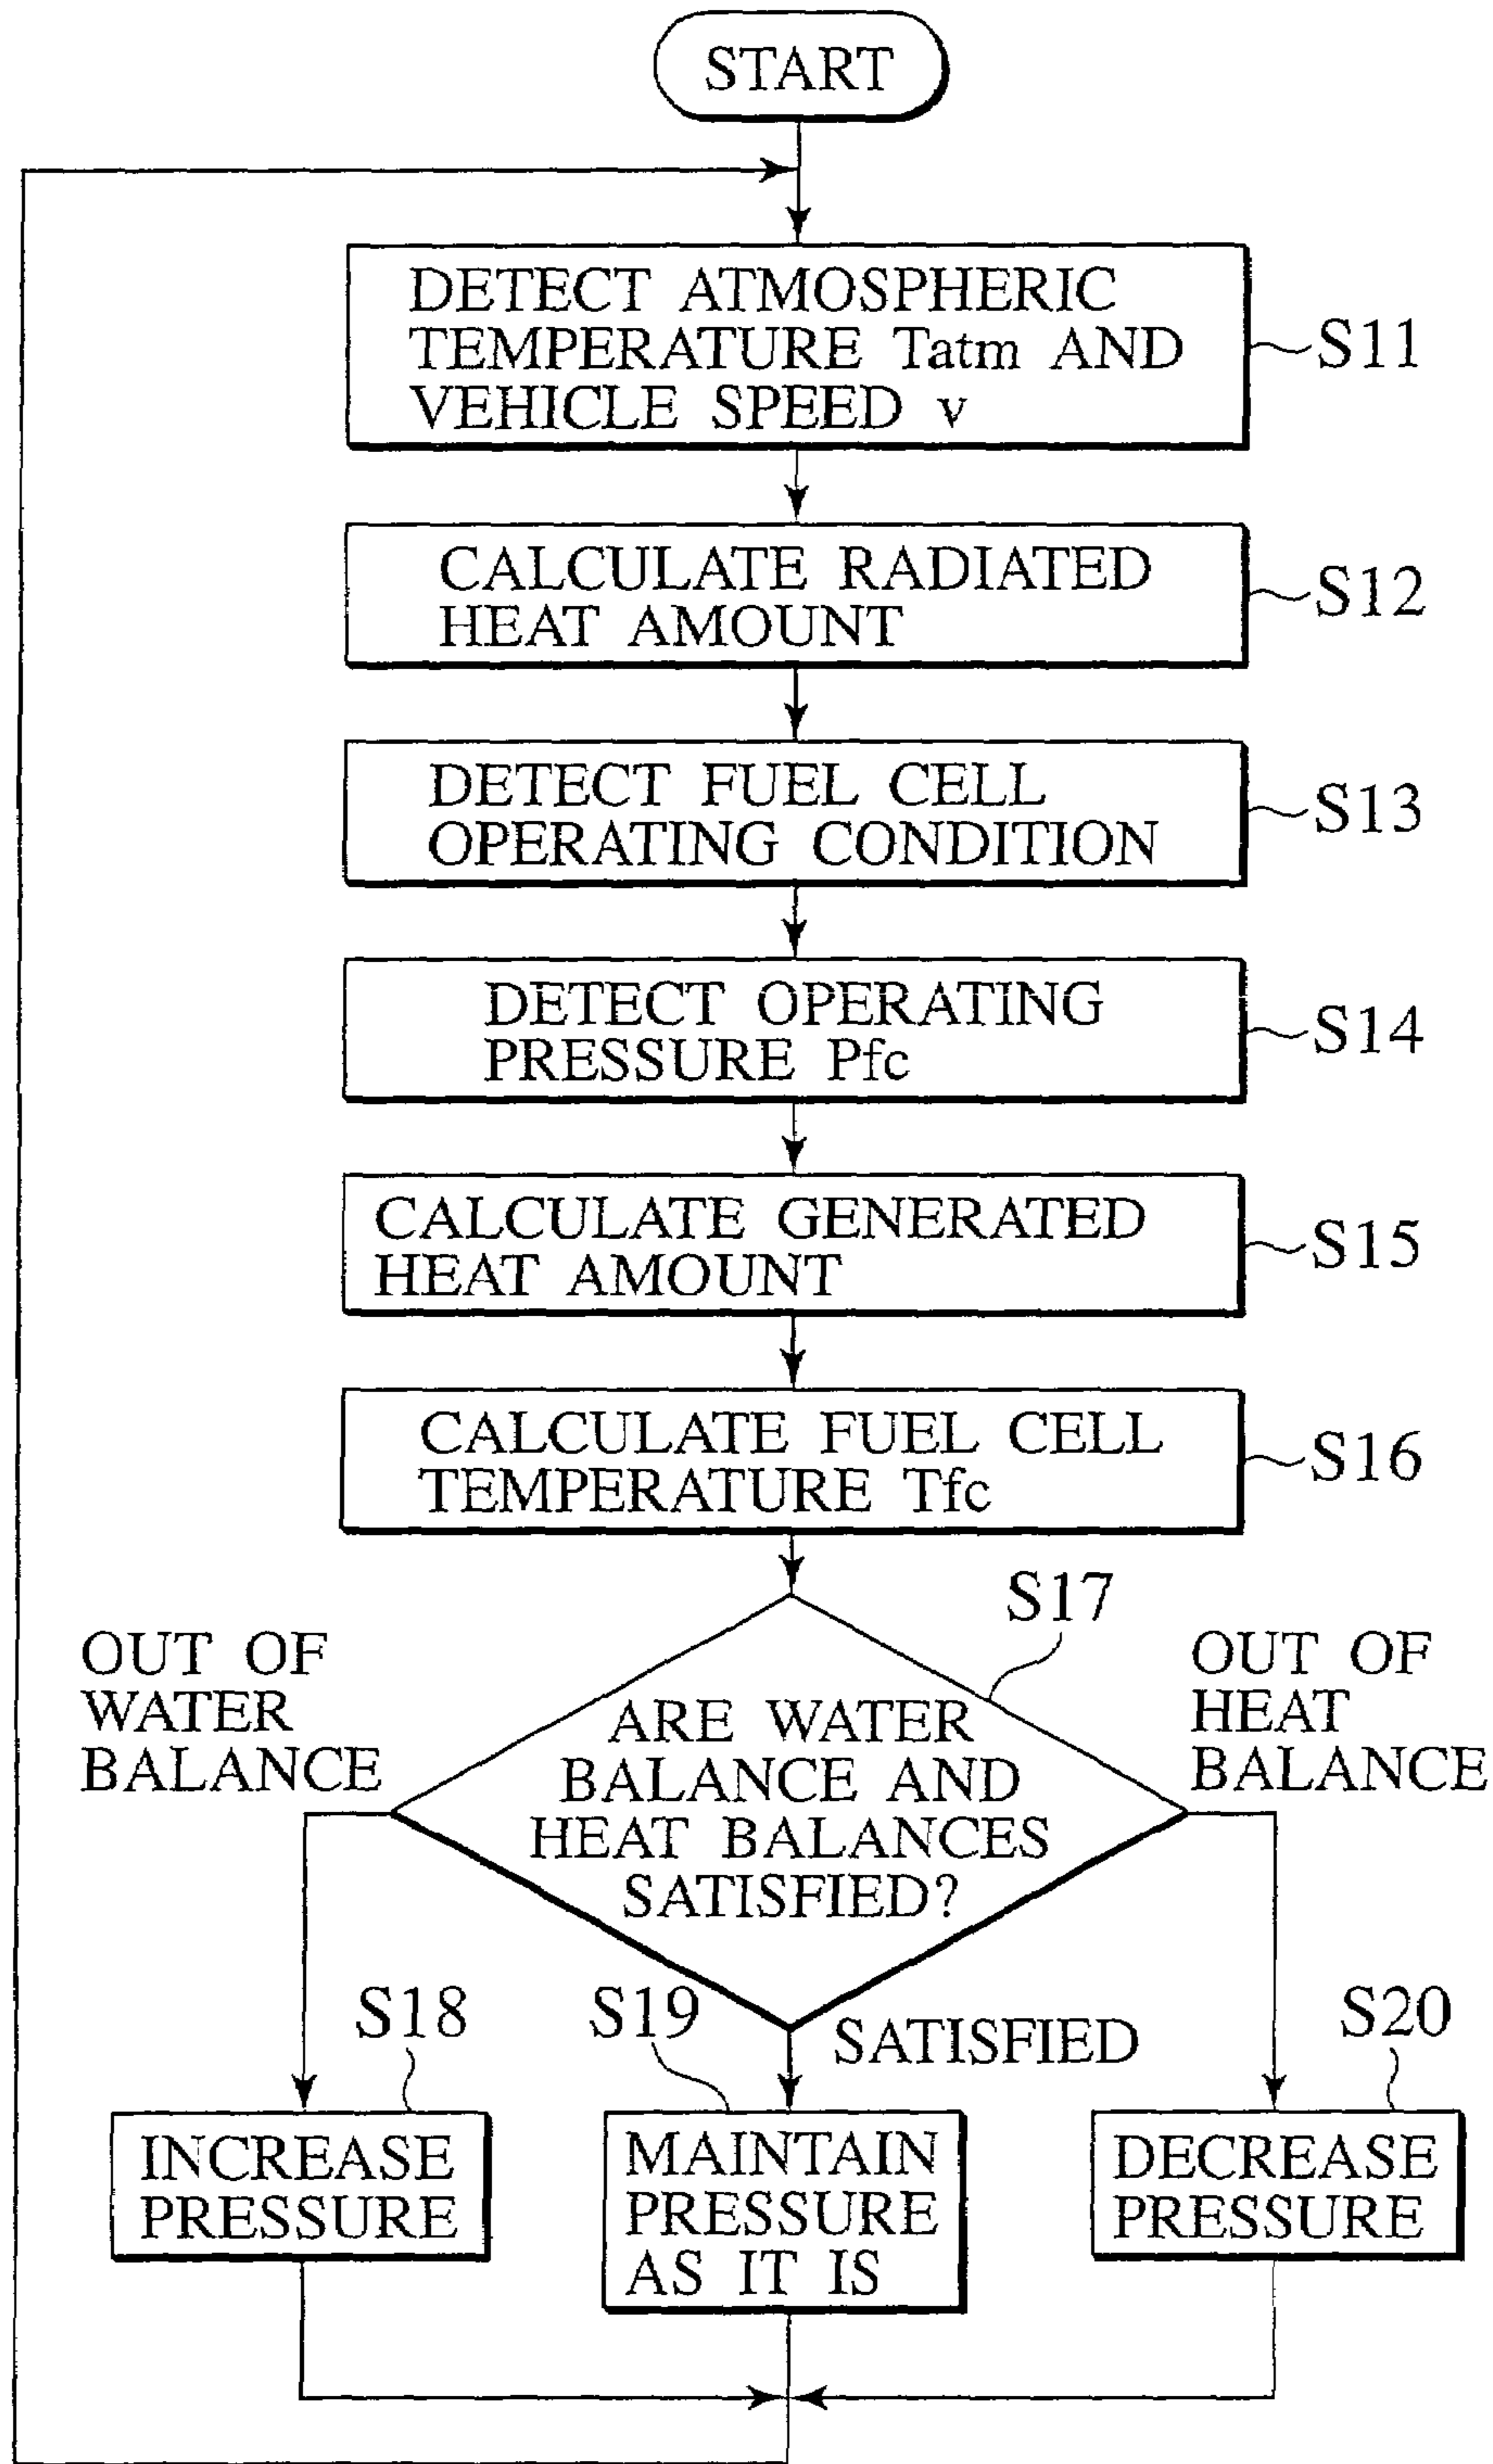 START
DETECT ATMOSPHERIC
TEMPERATURE Tatm AND
VEHICLE SPEED v
S11
CALCULATE RADIATED
HEAT AMOUNT
S12
DETECT FUEL CELL
OPERATING CONDITION
S13
DETECT OPERATING
PRESSURE Pfc
S14
CALCULATE GENERATED
HEAT AMOUNT
S15
CALCULATE FUEL CELL
TEMPERATURE Tfc
S16
S17
OUT OF
WATER
BALANCE
ARE WATER
BALANCE AND
HEAT BALANCES
SATISFIED?
OUT OF
HEAT
BALANCE
S18
S19
SATISFIED
S20
INCREASE
PRESSURE
MAINTAIN
PRESSURE
AS IT IS
DECREASE
PRESSURE